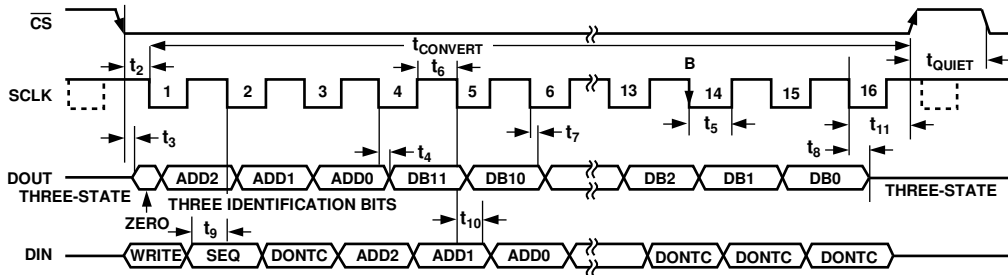 CS
tCONVERT
t2
t6
B
tQUIET
SCLK
1 2 3 4 5 6 13 14 15 16
t3
t7
t5
t11
t4
t8
DOUT
ADD2 ADD1 ADD0 DB11 DB10 DB2 DB1 DB0
THREE-STATE
THREE IDENTIFICATION BITS
THREE-STATE
ZERO
t9
t10
DIN
WRITE SEQ DONTC ADD2 ADD1 ADD0 DONTC DONTC DONTC